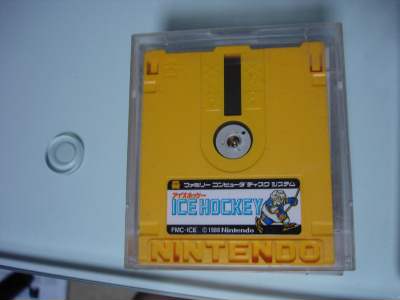 ファミリー コンピュータ ディスク システム
アイスホッケー
ICE HOCKEY
FMC-ICE ©1988 Nintendo
NINTENDO